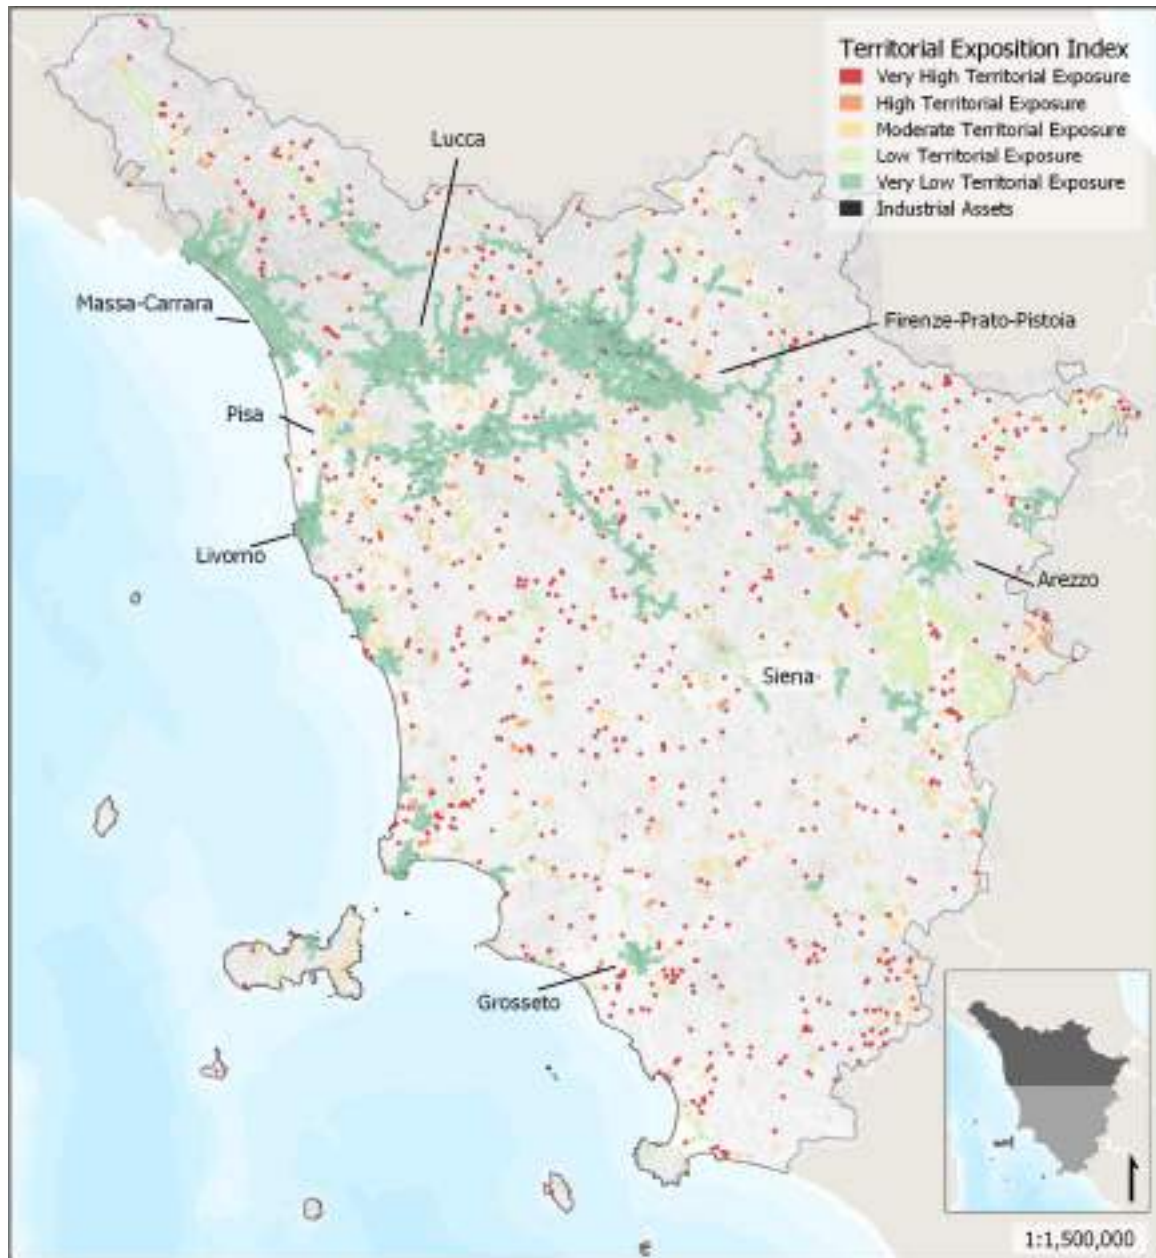 Territorial Exposition Index
Very High Territorial Exposure
High Territorial Exposure
Moderate Territorial Exposure
Low Territorial Exposure
Very Low Territorial Exposure
Industrial Assets
Lucca
Massa-Carrara
Firenze-Prato-Pistoia
Pisa
Livorno
Arezzo
Siena
Grosseto
1:1,500,000